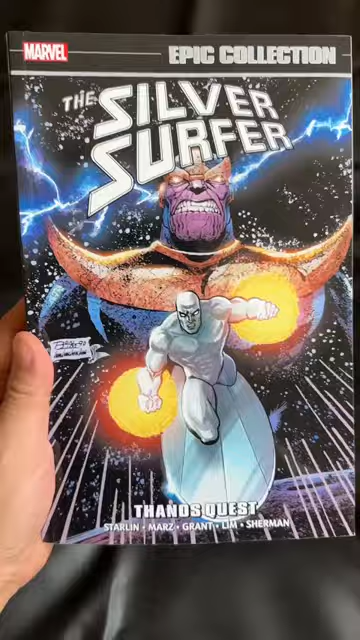 MARVEL
EPIC COLLECTION
THE SILVER
SURFER
THANOS QUEST
STARLIN • MARZ • GRANT • LIM • SHERMAN